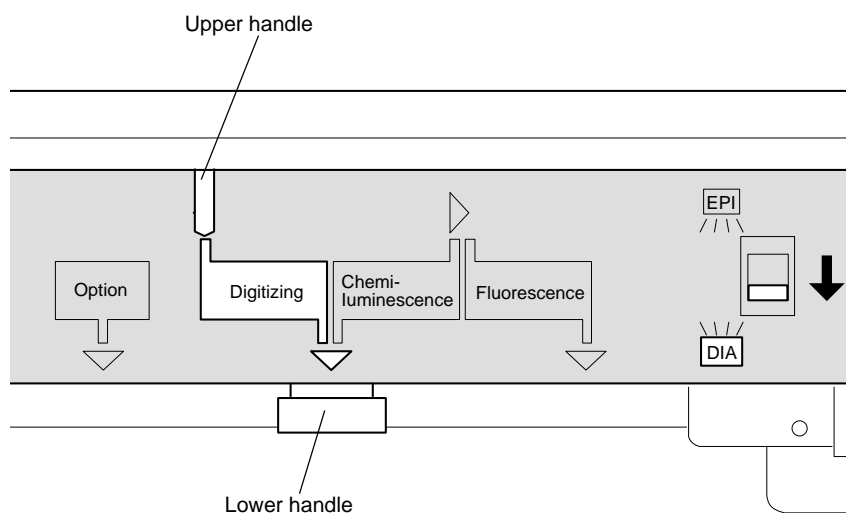 Upper handle
EPI
Option
Digitizing
Chemi-
luminescence
Fluorescence
DIA
Lower handle